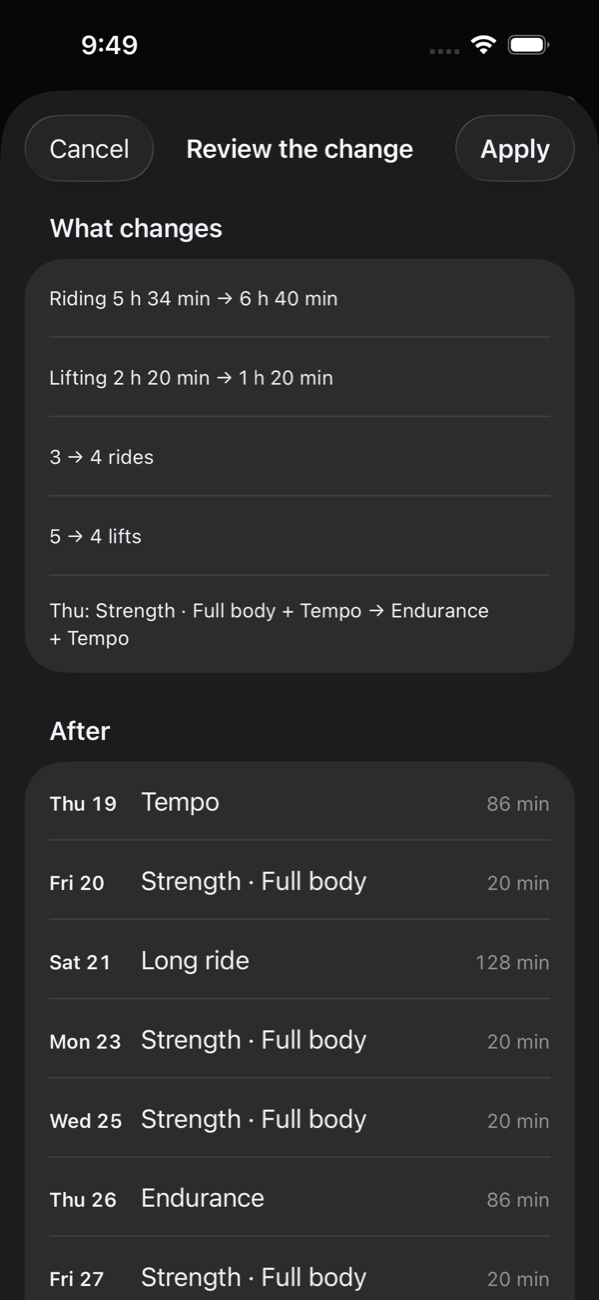 9:49
Cancel
Review the change
Apply
What changes
Riding 5 h 34 min → 6 h 40 min
Lifting 2 h 20 min → 1 h 20 min
3 → 4 rides
5 → 4 lifts
Thu: Strength · Full body + Tempo → Endurance
+ Tempo
After
Thu 19 Tempo 86 min
Fri 20 Strength · Full body 20 min
Sat 21 Long ride 128 min
Mon 23 Strength · Full body 20 min
Wed 25 Strength · Full body 20 min
Thu 26 Endurance 86 min
Fri 27 Strength · Full body 20 min